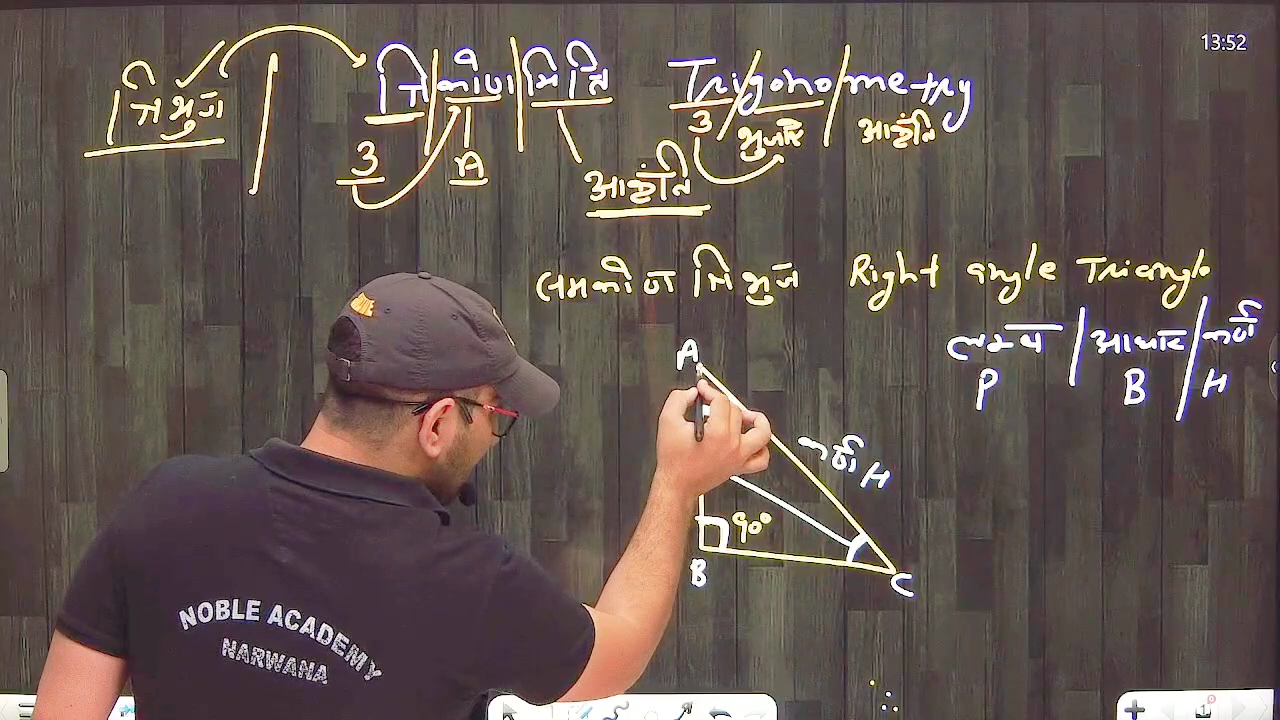 13:52
त्रिभुज त्रि/कोण/मिति Trigonometry
3 A आकृति 3 भुजाएं आकृति
समकोण त्रिभुज Right angle Triangle
लम्ब / आधार / कर्ण
P B H
A
कर्ण H
90°
B C
NOBLE ACADEMY
NARWANA